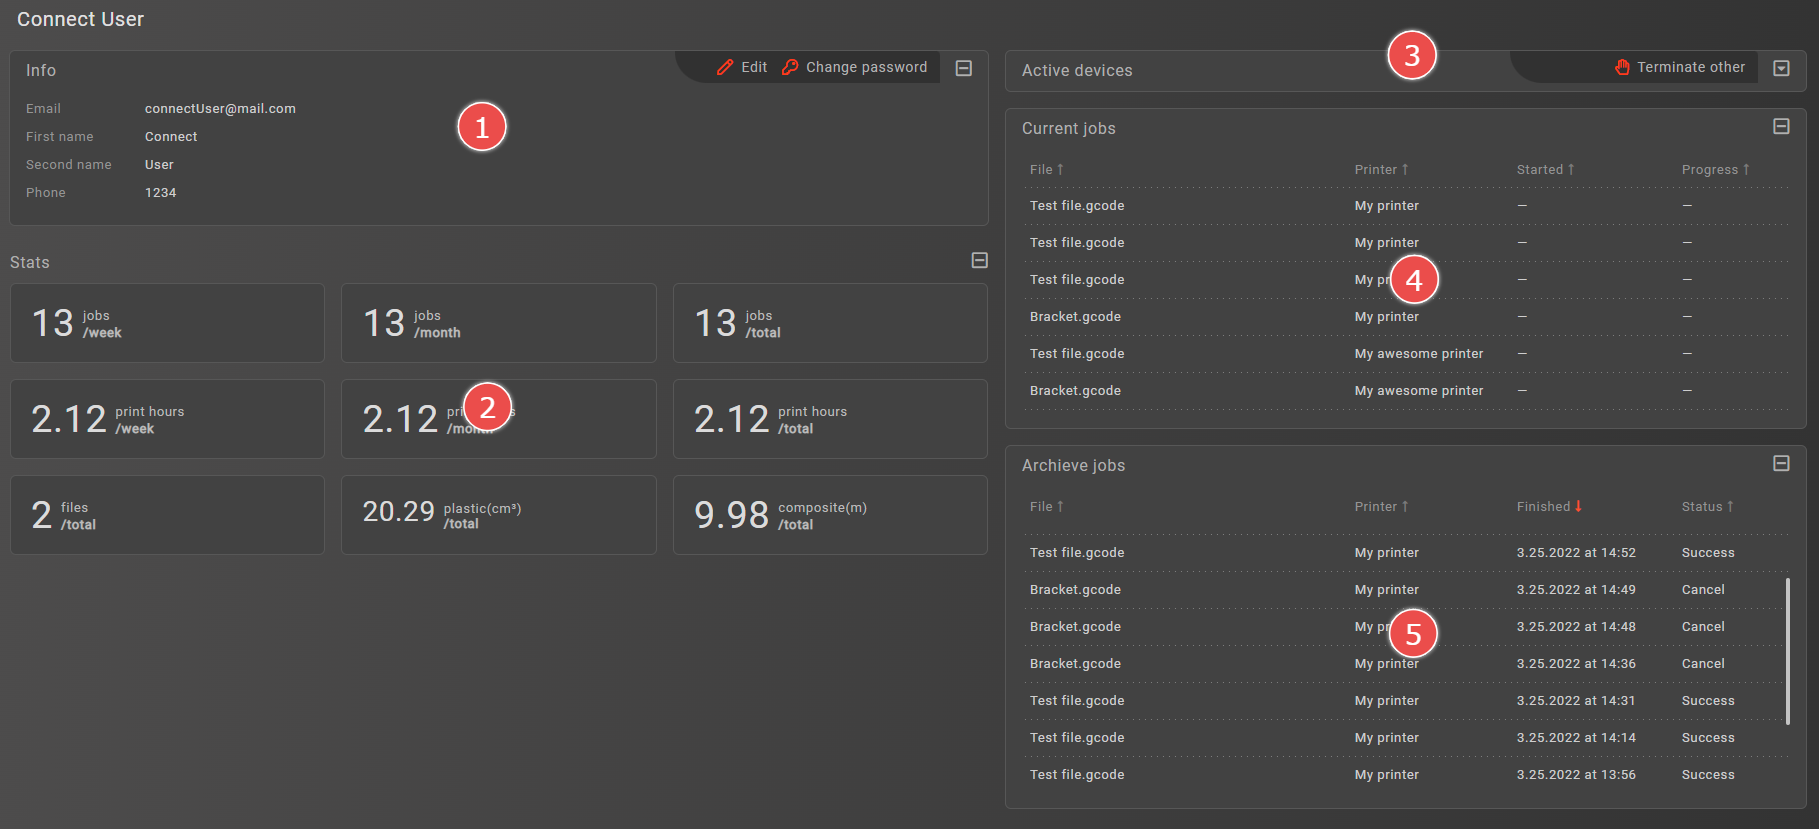 Connect User
Info
Edit
Change password
1
Email connectUser@mail.com
First name Connect
Second name User
Phone 1234
Stats
13 jobs /week
13 jobs /month
13 jobs /total
2.12 print hours /week
2.12 /month
2
2.12 print hours /total
2 files /total
20.29 plastic(cm³) /total
9.98 composite(m) /total
Active devices
3
Terminate other
Current jobs
File ↑ Printer ↑ Started ↑ Progress ↑
Test file.gcode My printer — —
Test file.gcode My printer — —
Test file.gcode My — —
4
Bracket.gcode My printer — —
Test file.gcode My awesome printer — —
Bracket.gcode My awesome printer — —
Archieve jobs
File ↑ Printer ↑ Finished ↓ Status ↑
Test file.gcode My printer 3.25.2022 at 14:52 Success
Bracket.gcode My printer 3.25.2022 at 14:49 Cancel
Bracket.gcode My 3.25.2022 at 14:48 Cancel
5
Bracket.gcode My printer 3.25.2022 at 14:36 Cancel
Test file.gcode My printer 3.25.2022 at 14:31 Success
Test file.gcode My printer 3.25.2022 at 14:14 Success
Test file.gcode My printer 3.25.2022 at 13:56 Success